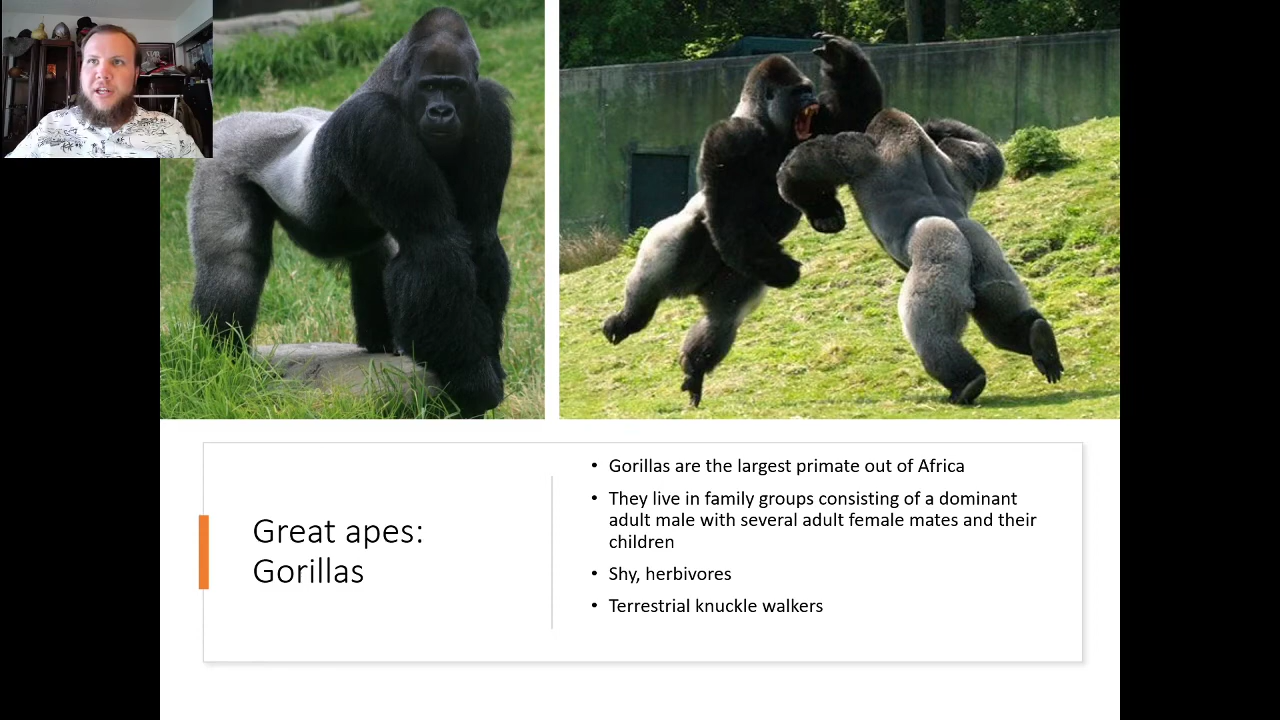 Great apes:
Gorillas
• Gorillas are the largest primate out of Africa
• They live in family groups consisting of a dominant
adult male with several adult female mates and their
children
• Shy, herbivores
• Terrestrial knuckle walkers